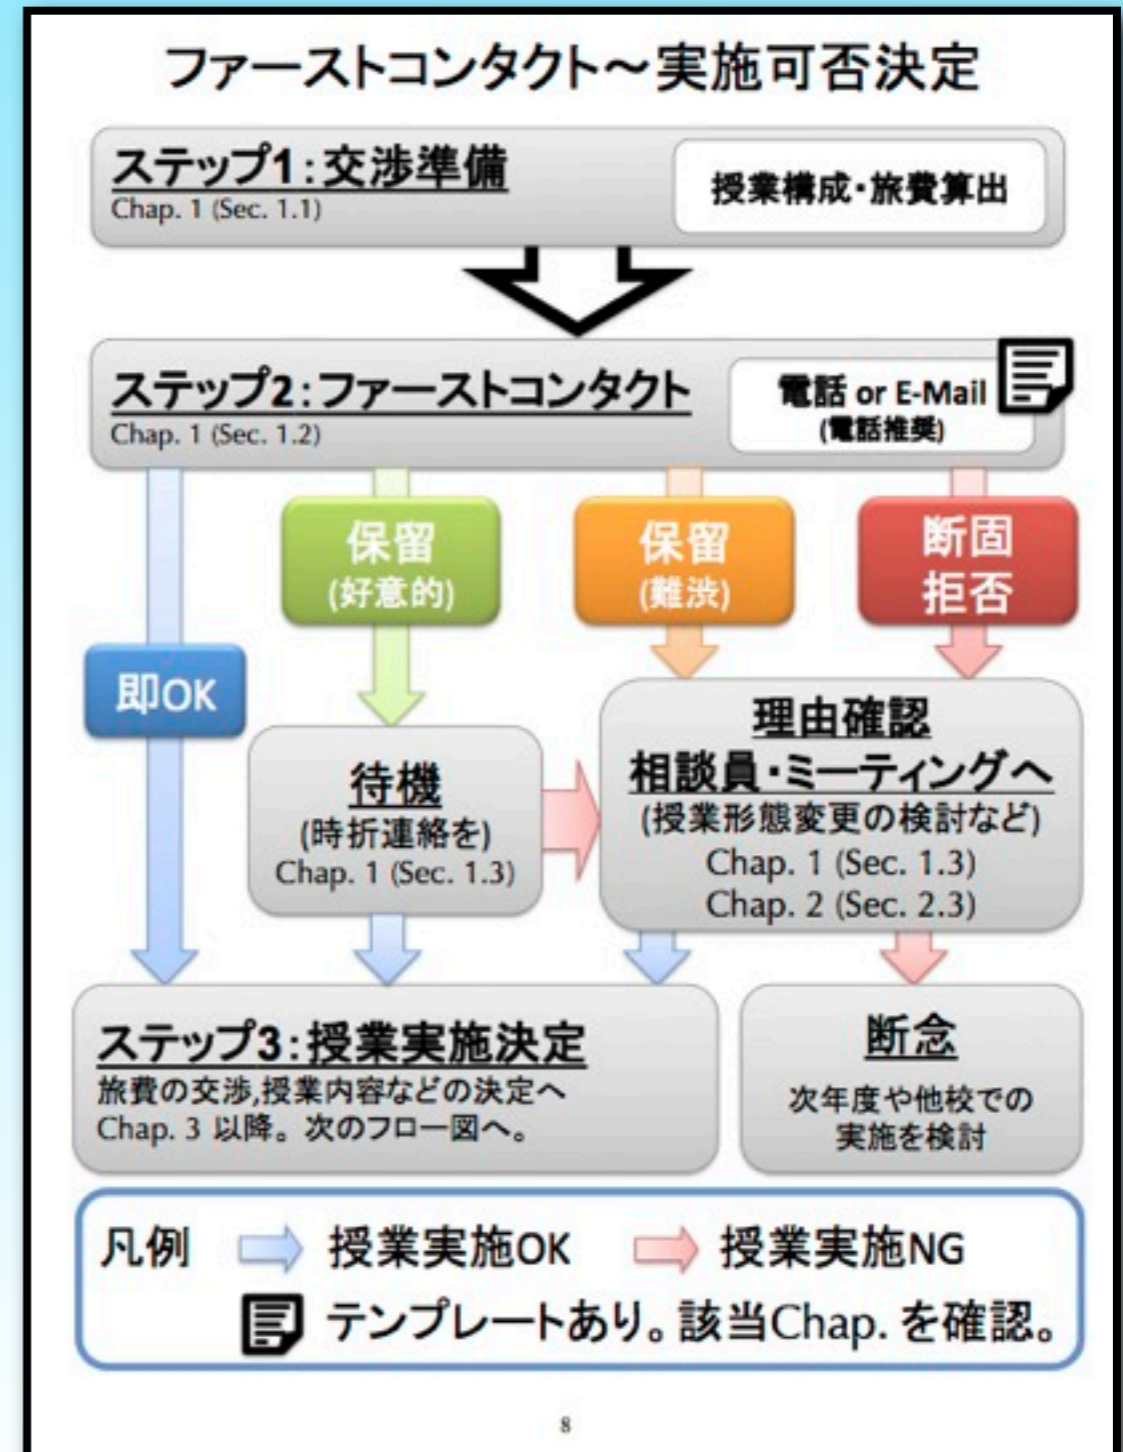 ファーストコンタクト～実施可否決定
ステップ1:交渉準備
Chap. 1 (Sec. 1.1)
授業構成・旅費算出
ステップ2:ファーストコンタクト
Chap. 1 (Sec. 1.2)
電話 or E-Mail
(電話推奨)
保留
(好意的)
保留
(難渋)
断固
拒否
即OK
待機
(時折連絡を)
Chap. 1 (Sec. 1.3)
理由確認
相談員・ミーティングへ
(授業形態変更の検討など)
Chap. 1 (Sec. 1.3)
Chap. 2 (Sec. 2.3)
ステップ3:授業実施決定
旅費の交渉,授業内容などの決定へ
Chap. 3 以降。次のフロー図へ。
断念
次年度や他校での
実施を検討
凡例 授業実施OK 授業実施NG
テンプレートあり。該当Chap. を確認。
8